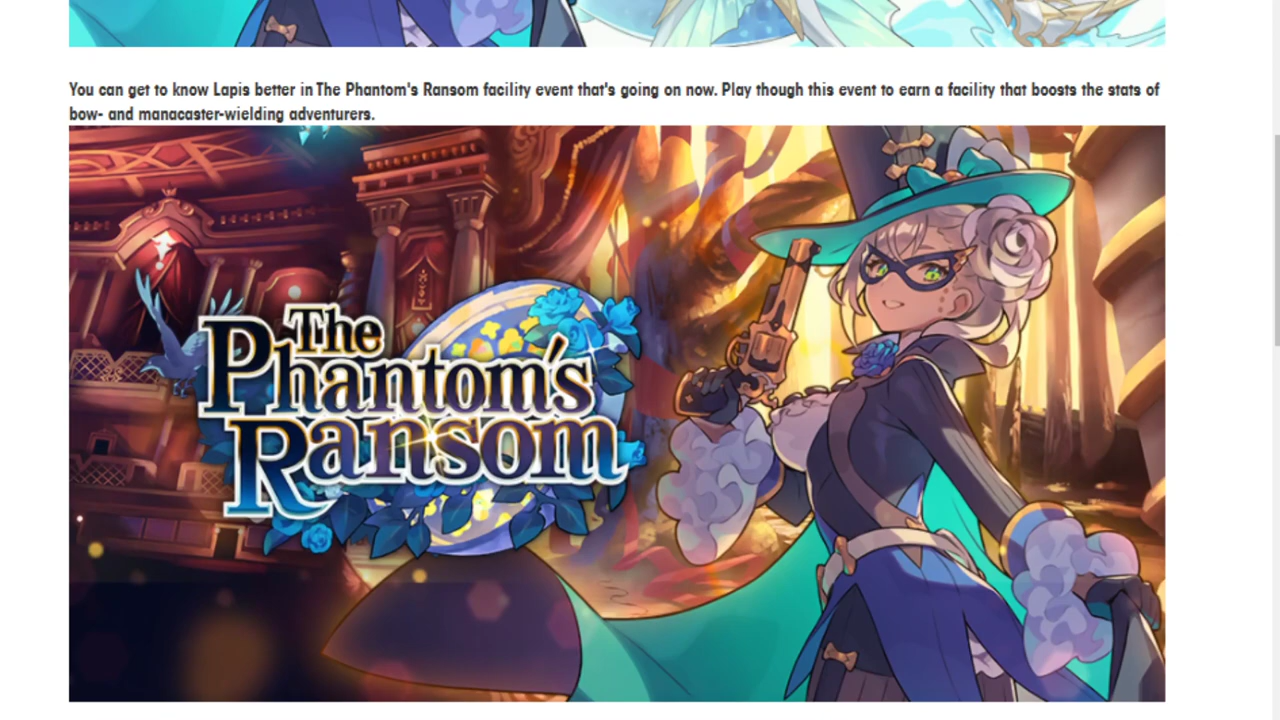 You can get to know Lapis better in The Phantom's Ransom facility event that's going on now. Play though this event to earn a facility that boosts the stats of
bow- and manacaster-wielding adventurers.
The
Phantom's
Ransom